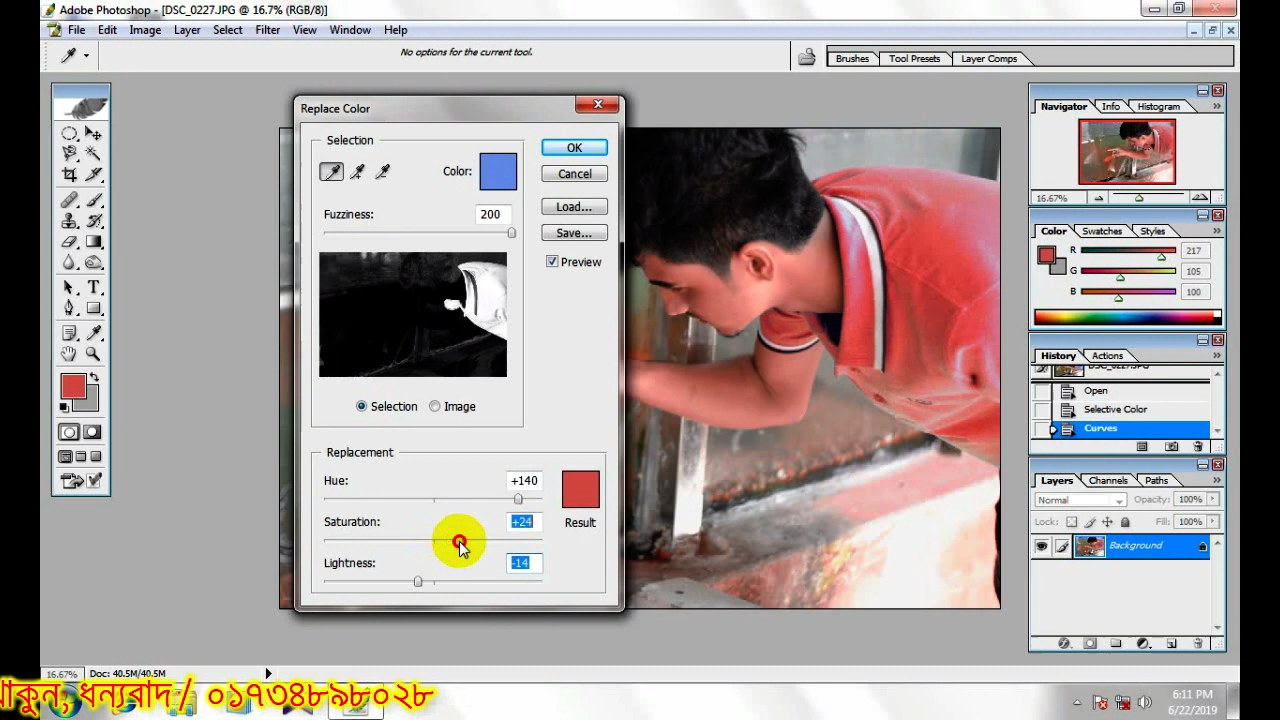 Adobe Photoshop - [DSC_0227.JPG @ 16.7% (RGB/8)]
File Edit Image Layer Select Filter View Window Help
No options for the current tool.
Brushes Tool Presets Layer Comps
Replace Color
Selection
Color:
Fuzziness: 200
Selection Image
OK
Cancel
Load...
Save...
Preview
Replacement
Hue: +140
Saturation: +24
Result
Lightness: -14
Navigator Info Histogram
16.67%
Color Swatches Styles
R 217
G 105
B 100
History Actions
DSC_0227.JPG
Open
Selective Color
Curves
Layers Channels Paths
Normal Opacity: 100%
Lock: Fill: 100%
Background
16.67% Doc: 40.5M/40.5M
থাকুন, ধন্যবাদ / ০১৭৩৪৮৯৮০২৮
6:11 PM
6/22/2019